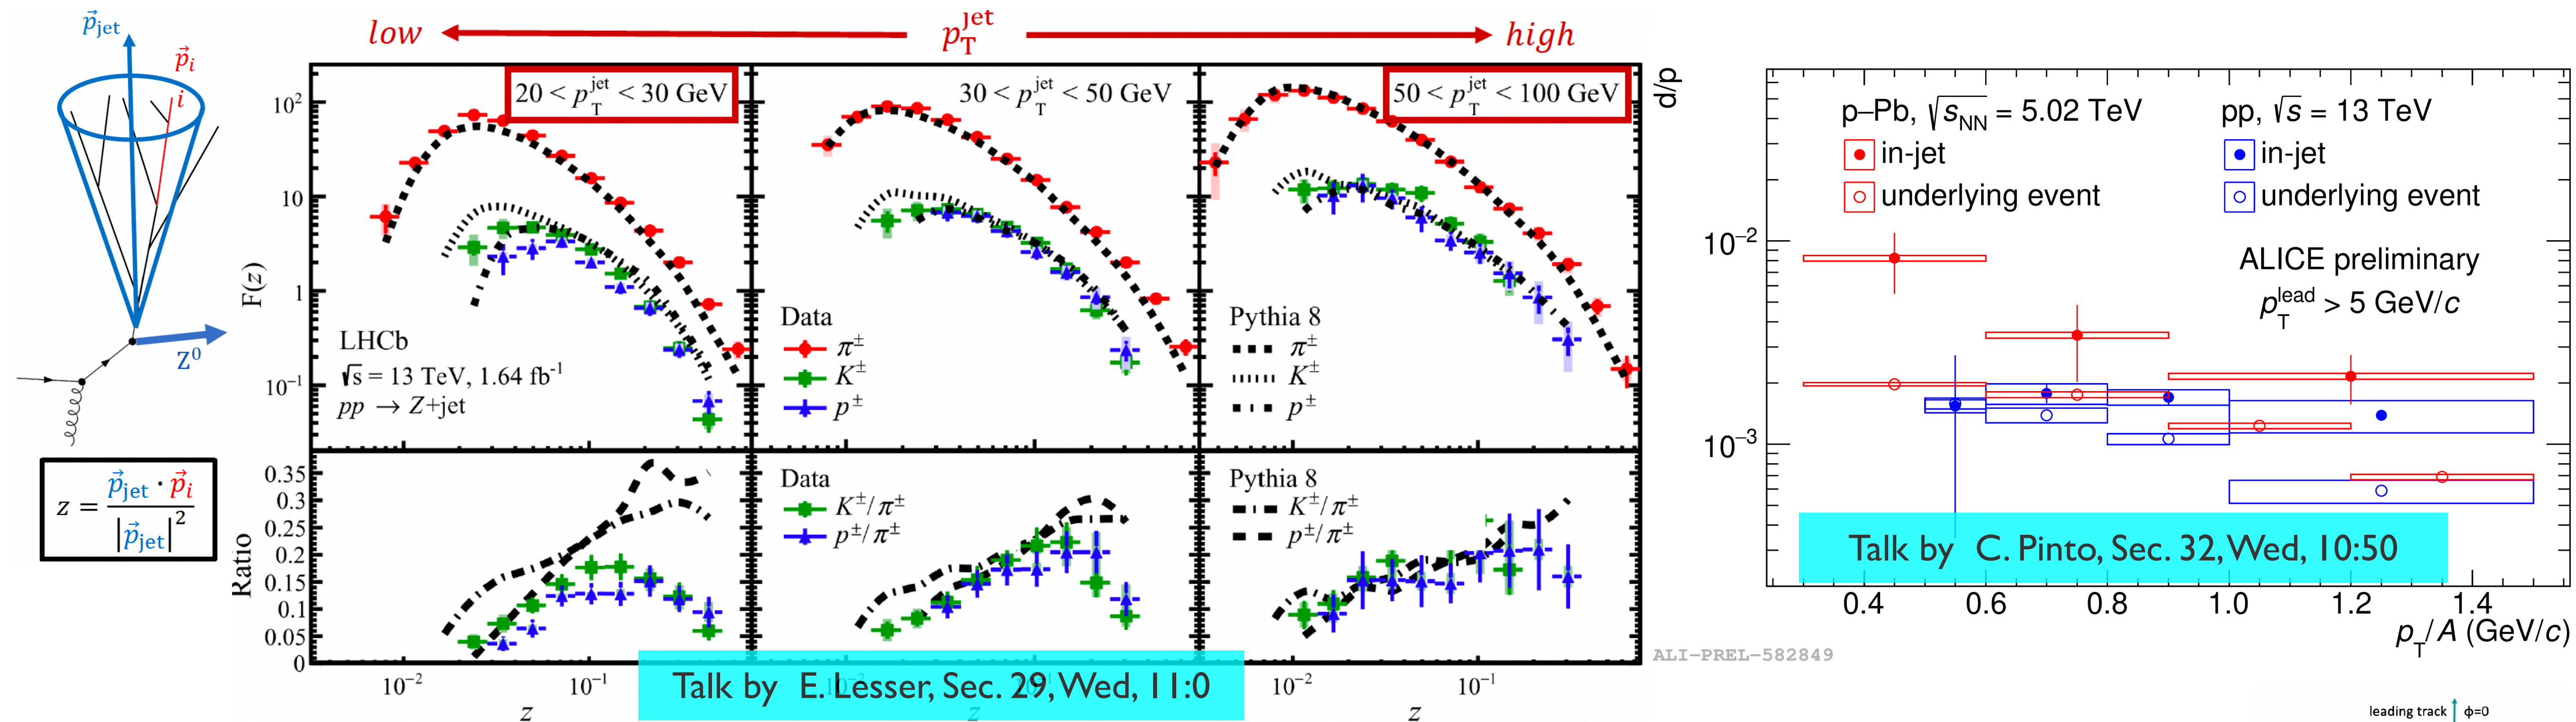 p⃗jet
p⃗i
i
Z⁰
z = p⃗jet · p⃗i / |p⃗jet|²
low pTjet high
20 < pTjet < 30 GeV
30 < pTjet < 50 GeV
50 < pTjet < 100 GeV
F(z)
10²
10
1
10⁻¹
LHCb
√s = 13 TeV, 1.64 fb⁻¹
pp → Z+jet
Data
π±
K±
p±
Pythia 8
π±
K±
p±
Ratio
0.35
0.3
0.25
0.2
0.15
0.1
0.05
0
Data
K±/π±
p±/π±
Pythia 8
K±/π±
p±/π±
10⁻² 10⁻¹
10⁻² 10⁻¹
10⁻² 10⁻¹
z z
Talk by E. Lesser, Sec. 29, Wed, 11:0
d/p
p–Pb, √sNN = 5.02 TeV
in-jet
underlying event
pp, √s = 13 TeV
in-jet
underlying event
ALICE preliminary
pTlead > 5 GeV/c
10⁻²
10⁻³
Talk by C. Pinto, Sec. 32, Wed, 10:50
0.4 0.6 0.8 1.0 1.2 1.4
pT/A (GeV/c)
ALI-PREL-582849
leading track ϕ=0